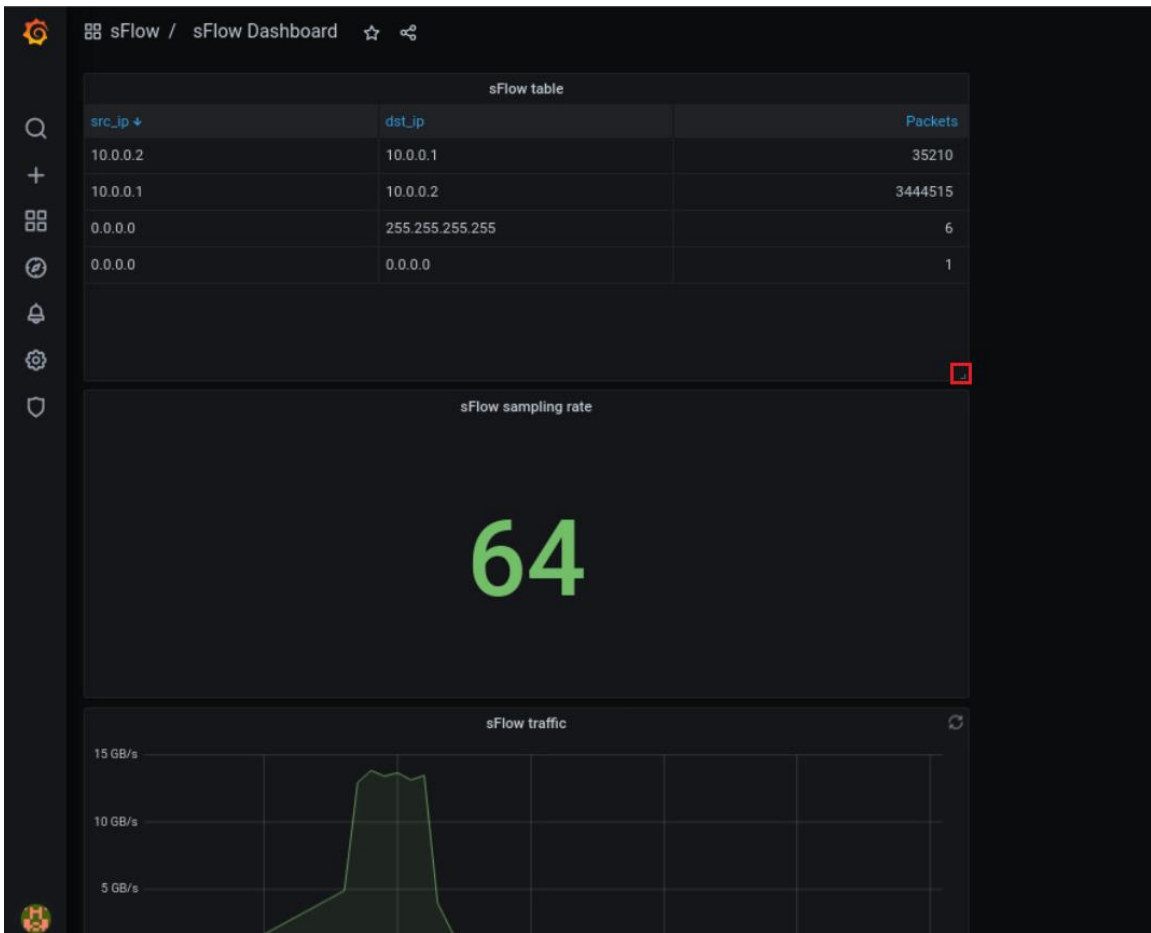 sFlow / sFlow Dashboard
sFlow table
src_ip dst_ip Packets
10.0.0.2 10.0.0.1 35210
10.0.0.1 10.0.0.2 3444515
0.0.0.0 255.255.255.255 6
0.0.0.0 0.0.0.0 1
sFlow sampling rate
64
sFlow traffic
15 GB/s
10 GB/s
5 GB/s